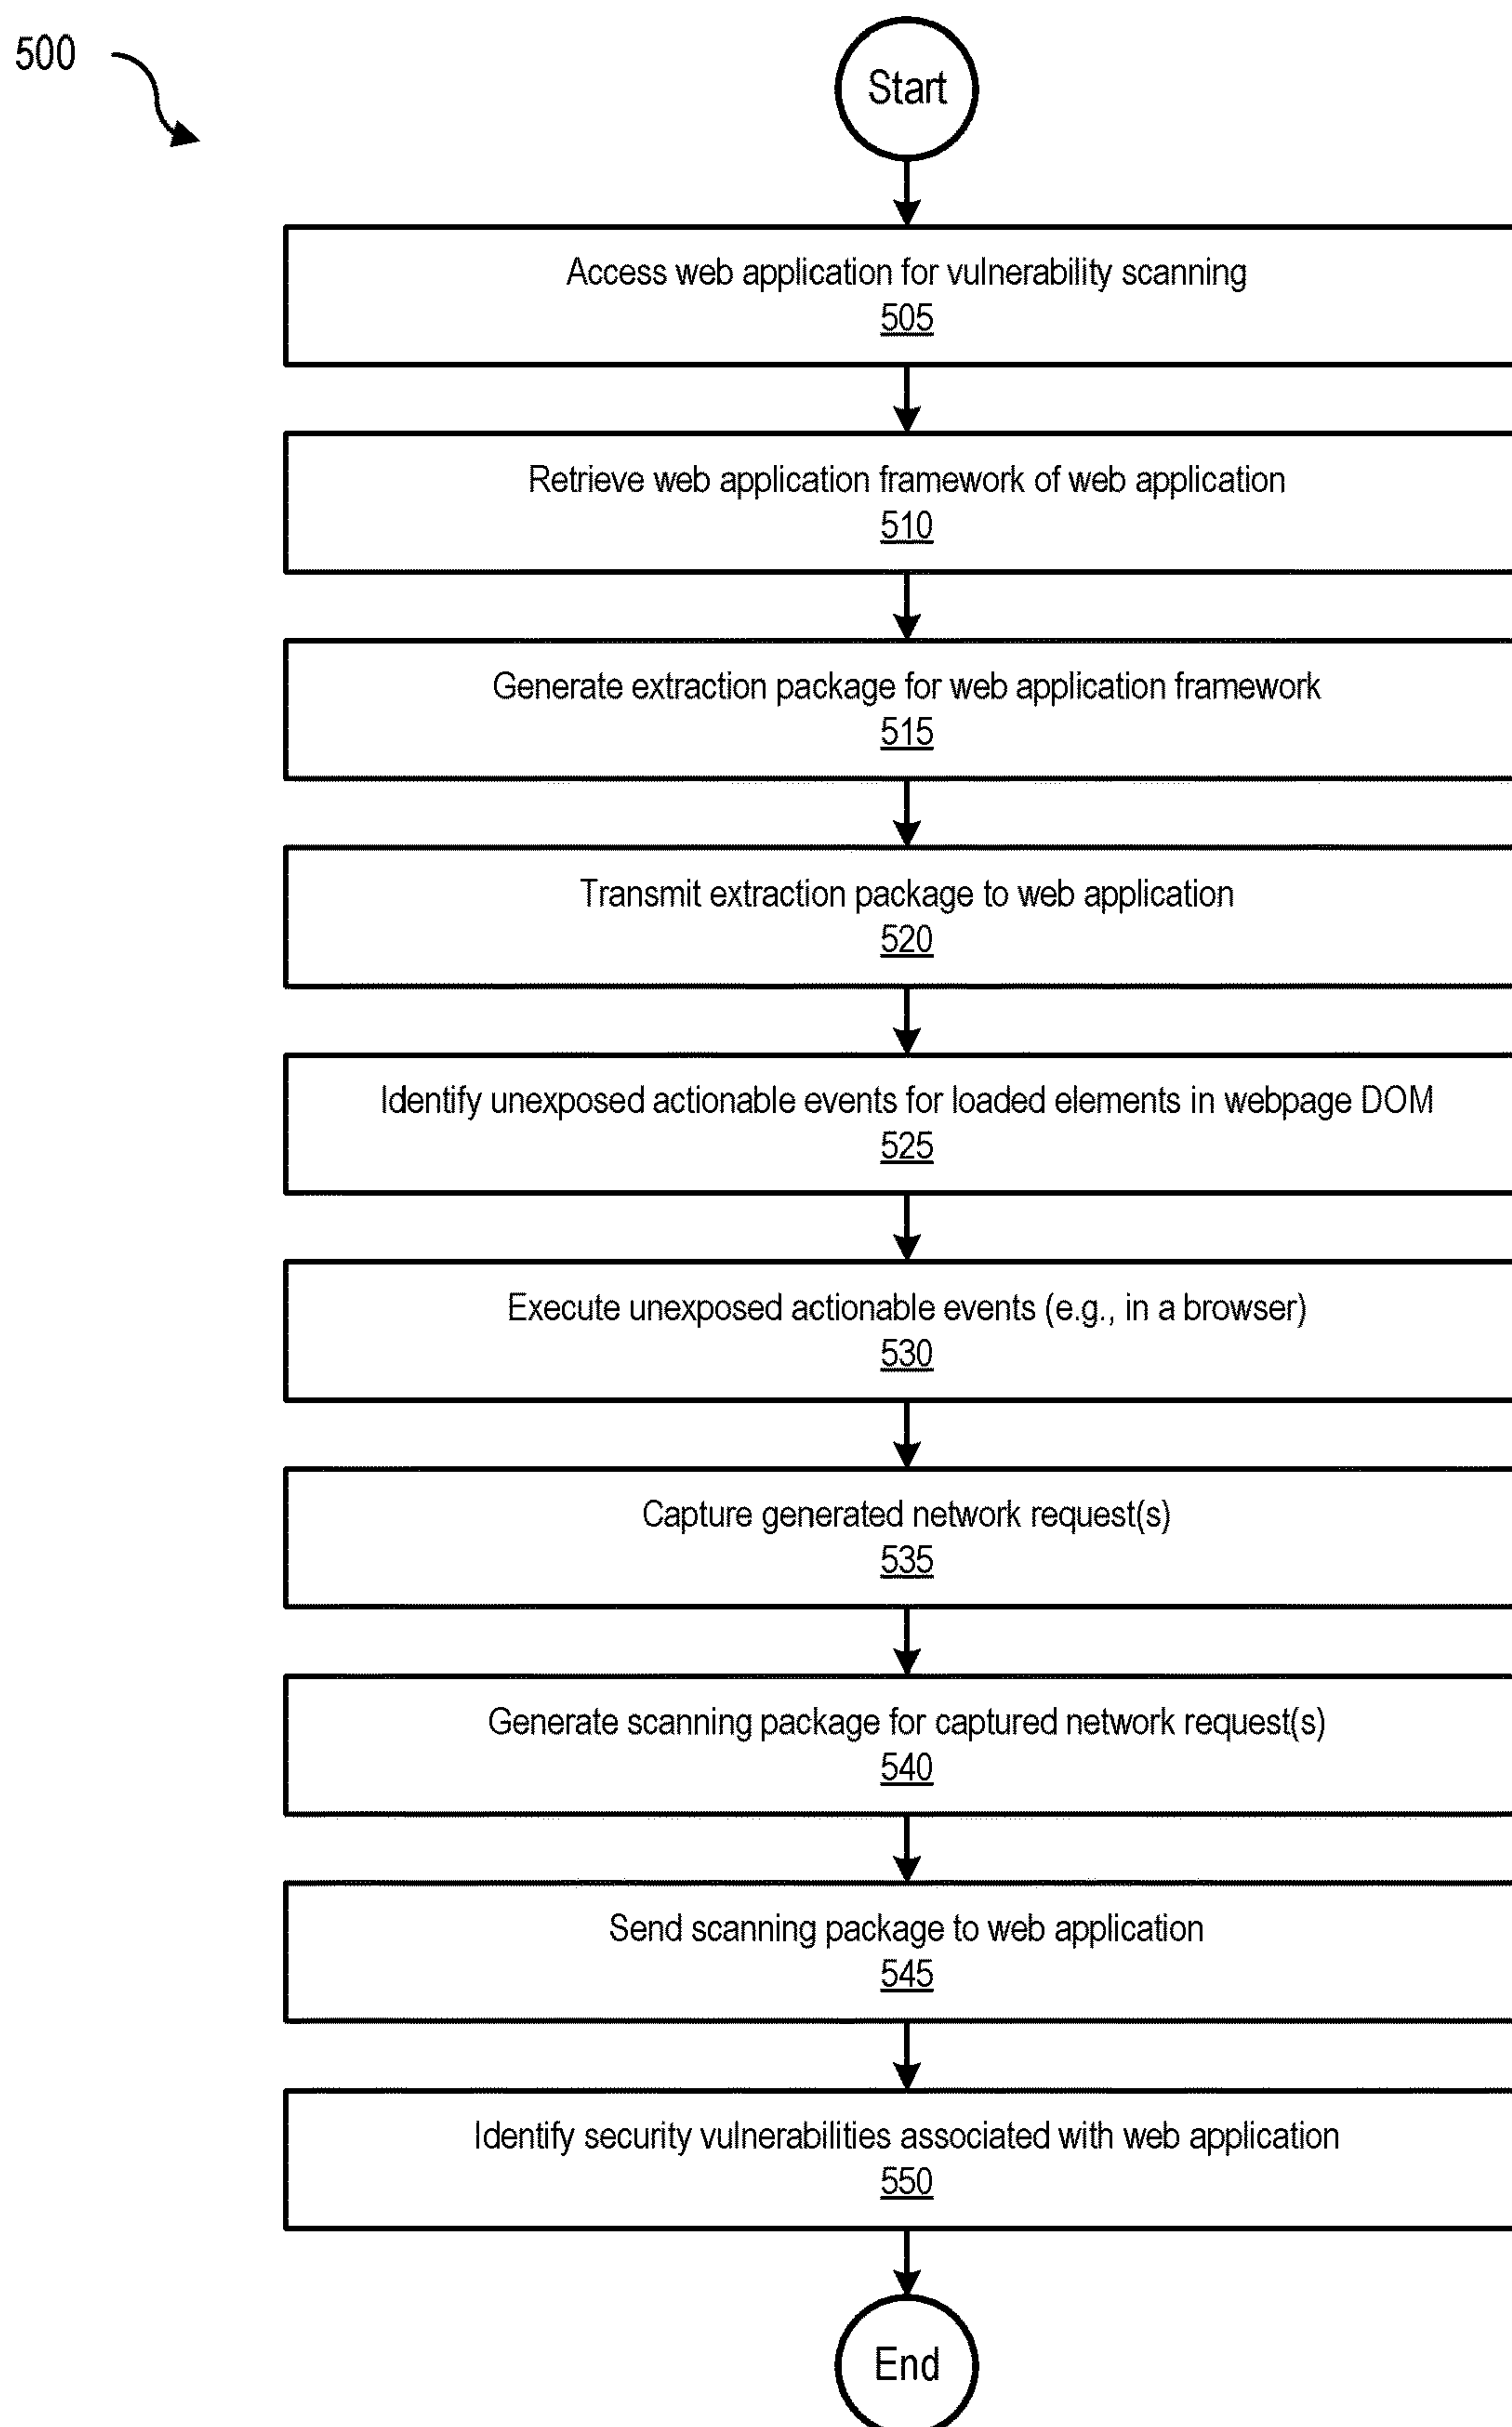 500
Start
Access web application for vulnerability scanning
505
Retrieve web application framework of web application
510
Generate extraction package for web application framework
515
Transmit extraction package to web application
520
Identify unexposed actionable events for loaded elements in webpage DOM
525
Execute unexposed actionable events (e.g., in a browser)
530
Capture generated network request(s)
535
Generate scanning package for captured network request(s)
540
Send scanning package to web application
545
Identify security vulnerabilities associated with web application
550
End